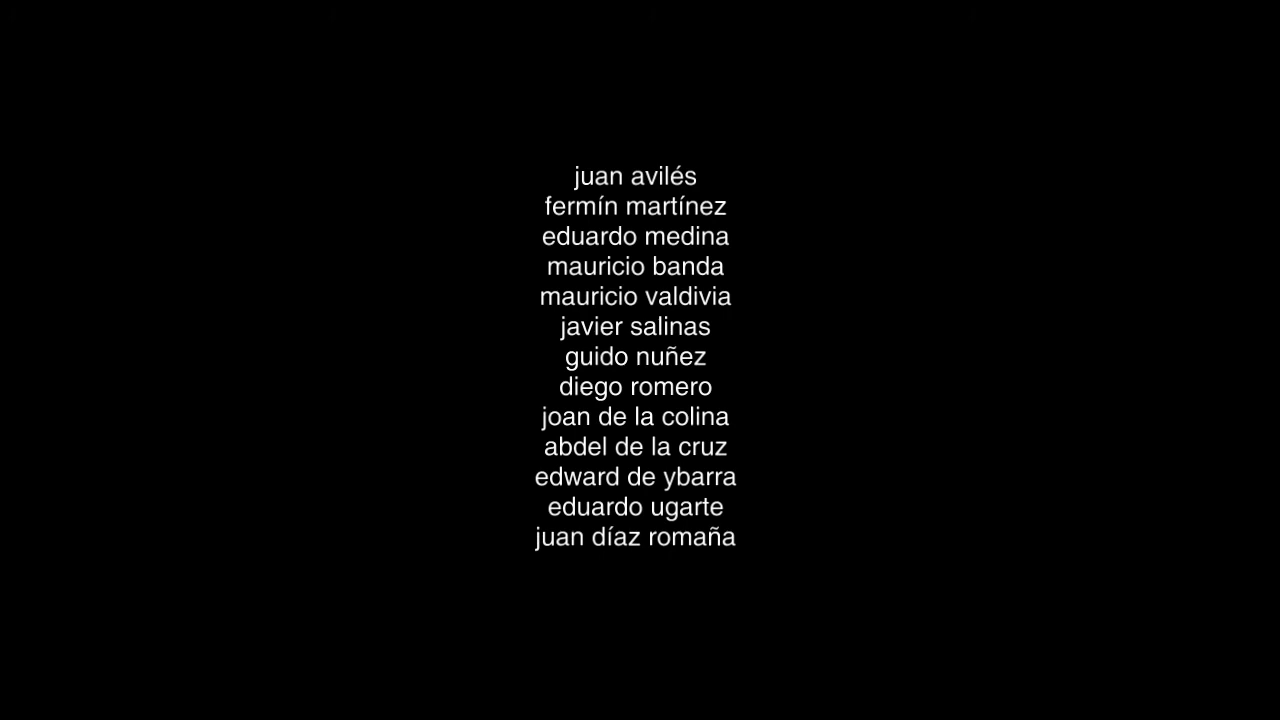 juan avilés
fermín martínez
eduardo medina
mauricio banda
mauricio valdivia
javier salinas
guido nuñez
diego romero
joan de la colina
abdel de la cruz
edward de ybarra
eduardo ugarte
juan díaz romaña